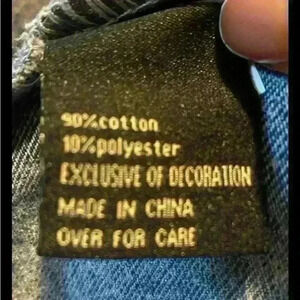 90%cotton
10%polyester
EXCLUSIVE OF DECORATION
MADE IN CHINA
OVER FOR CARE